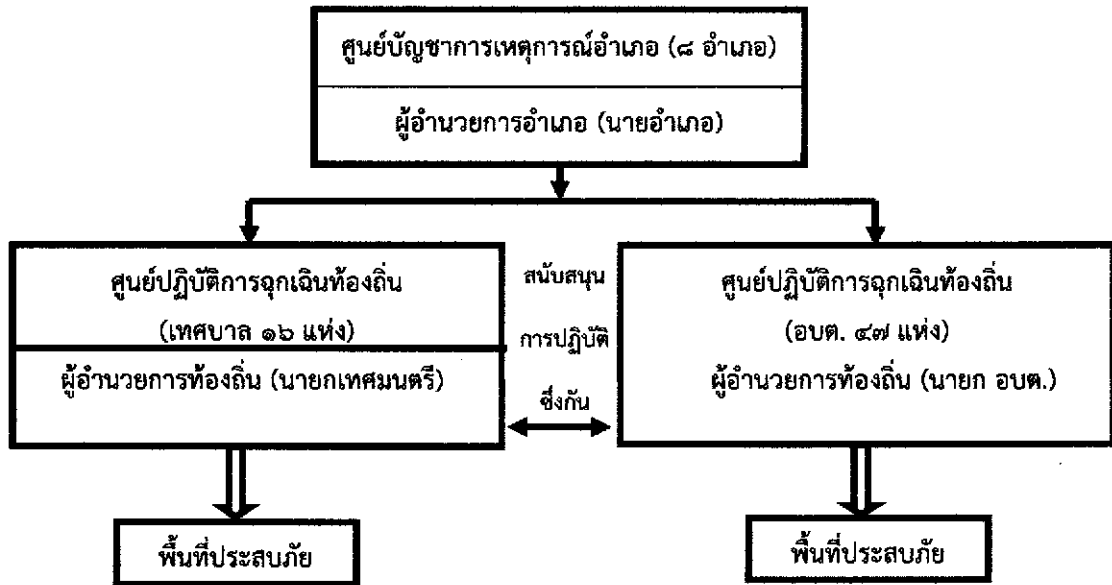 ศูนย์บัญชาการเหตุการณ์อำเภอ (๘ อำเภอ)
ผู้อำนวยการอำเภอ (นายอำเภอ)
ศูนย์ปฏิบัติการฉุกเฉินท้องถิ่น
(เทศบาล ๑๖ แห่ง)
ผู้อำนวยการท้องถิ่น (นายกเทศมนตรี)
สนับสนุน
การปฏิบัติ
ซึ่งกัน
ศูนย์ปฏิบัติการฉุกเฉินท้องถิ่น
(อบต. ๔๗ แห่ง)
ผู้อำนวยการท้องถิ่น (นายก อบต.)
พื้นที่ประสบภัย
พื้นที่ประสบภัย